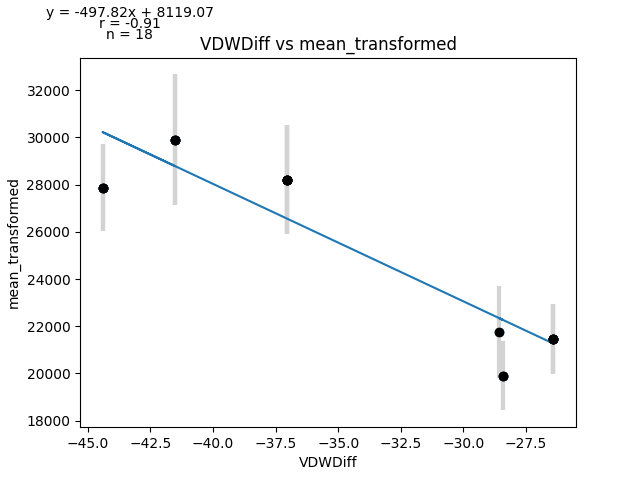 y = -497.82x + 8119.07
r = -0.91
n = 18
VDWDiff vs mean_transformed
mean_transformed
32000
30000
28000
26000
24000
22000
20000
18000
−45.0 −42.5 −40.0 −37.5 −35.0 −32.5 −30.0 −27.5
VDWDiff